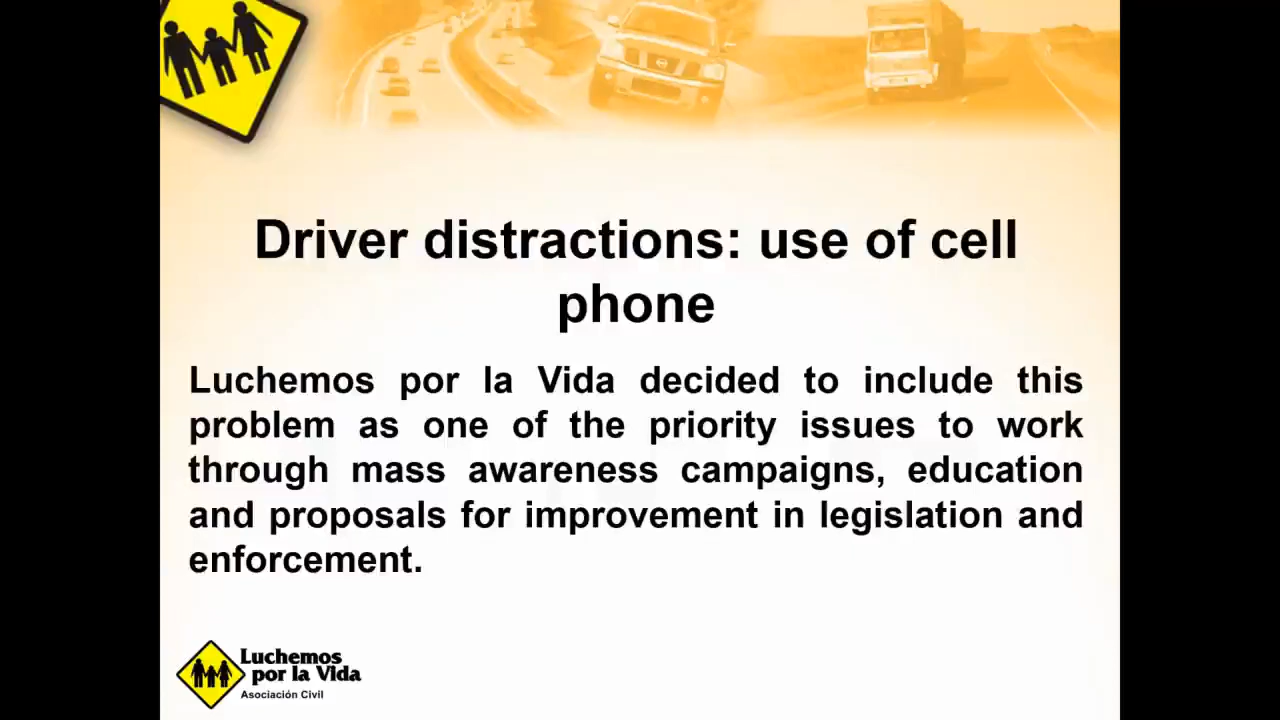 Driver distractions: use of cell
phone
Luchemos por la Vida decided to include this
problem as one of the priority issues to work
through mass awareness campaigns, education
and proposals for improvement in legislation and
enforcement.
Luchemos
por la Vida
Asociación Civil